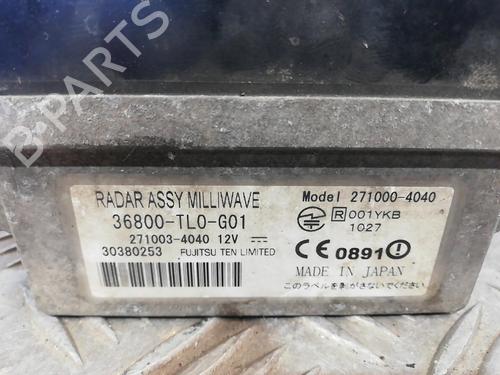 RADAR ASSY MILLIWAVE
Model 271000-4040
36800-TL0-G01
R 001YKB
1027
271003-4040 12V
30380253 FUJITSU TEN LIMITED
CE 0891
MADE IN JAPAN
このラベルを剥がさないでください
B-PARTS